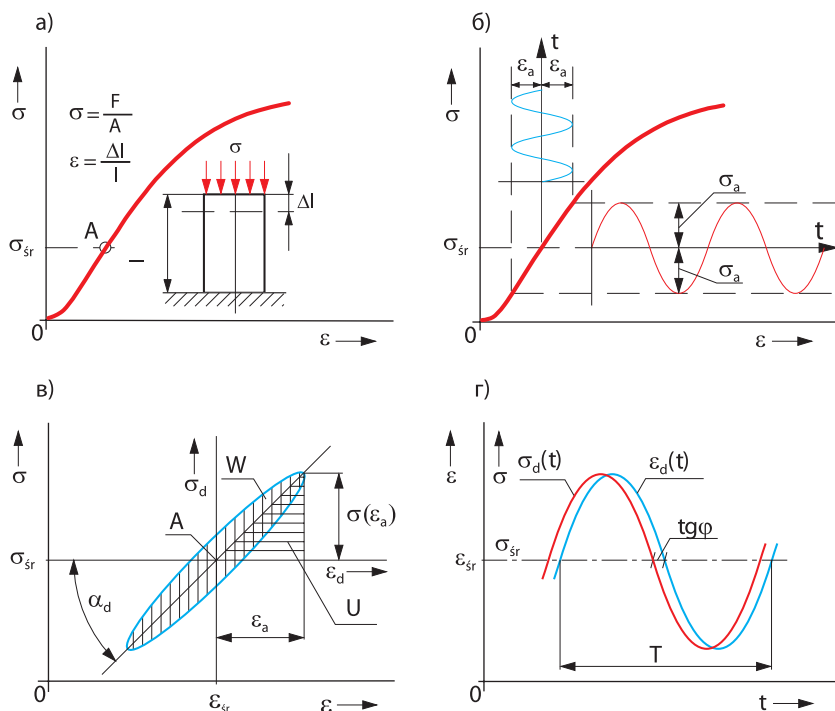 а)
σ
σ = F/A
ε = Δl/l
σ
Δl
A
σśr
l
0
ε
б)
t
εa
εa
σ
σa
σśr
t
σa
0
ε
в)
σ
σd
W
A
σ(εa)
σśr
εd
αd
U
εa
0
εśr
ε
г)
ε
σ
σd(t)
εd(t)
tgφ
σśr
εśr
T
0
t